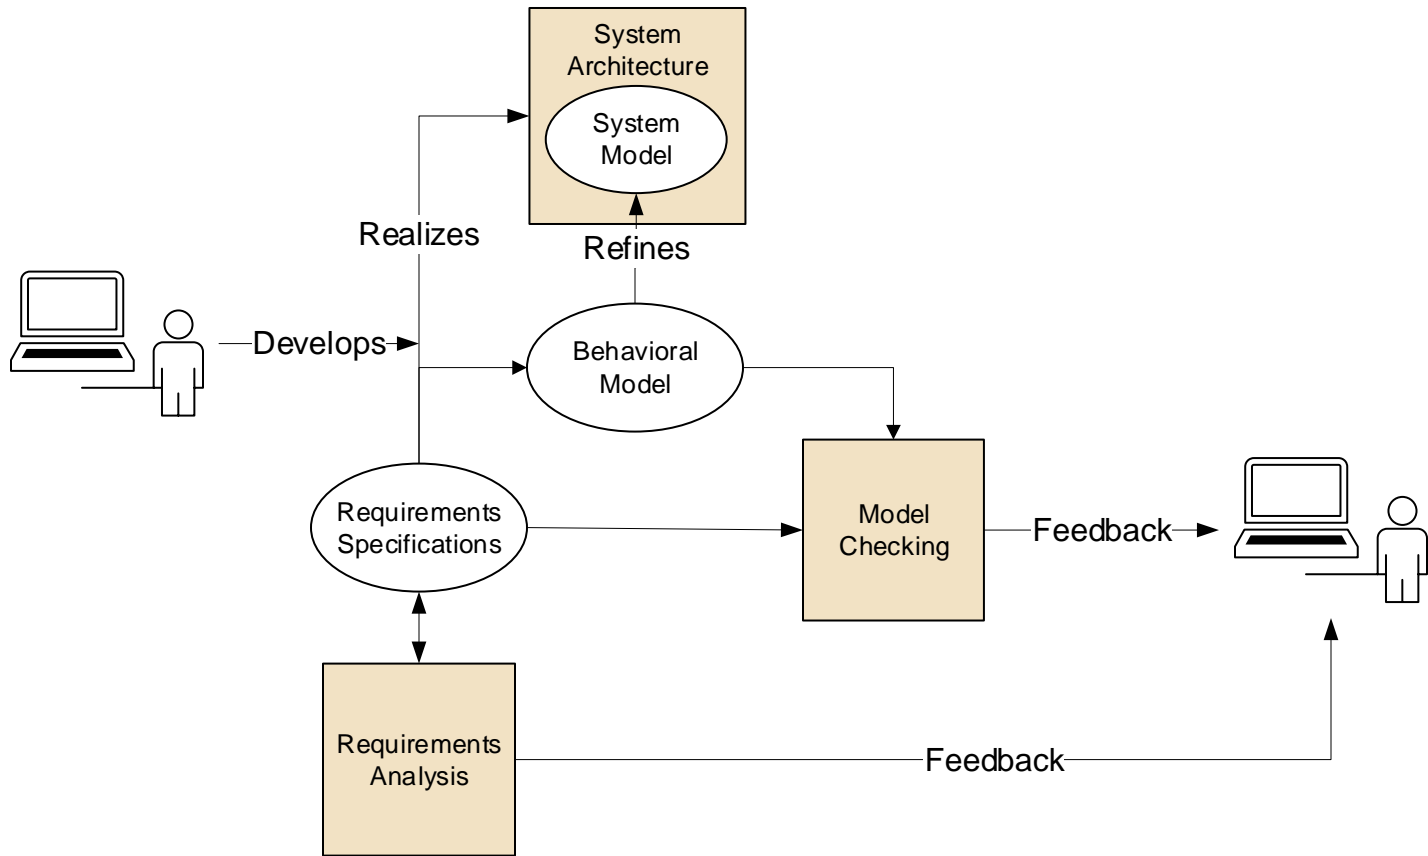 System
Architecture
System
Model
Realizes
Refines
Develops
Behavioral
Model
Requirements
Specifications
Model
Checking
Feedback
Requirements
Analysis
Feedback